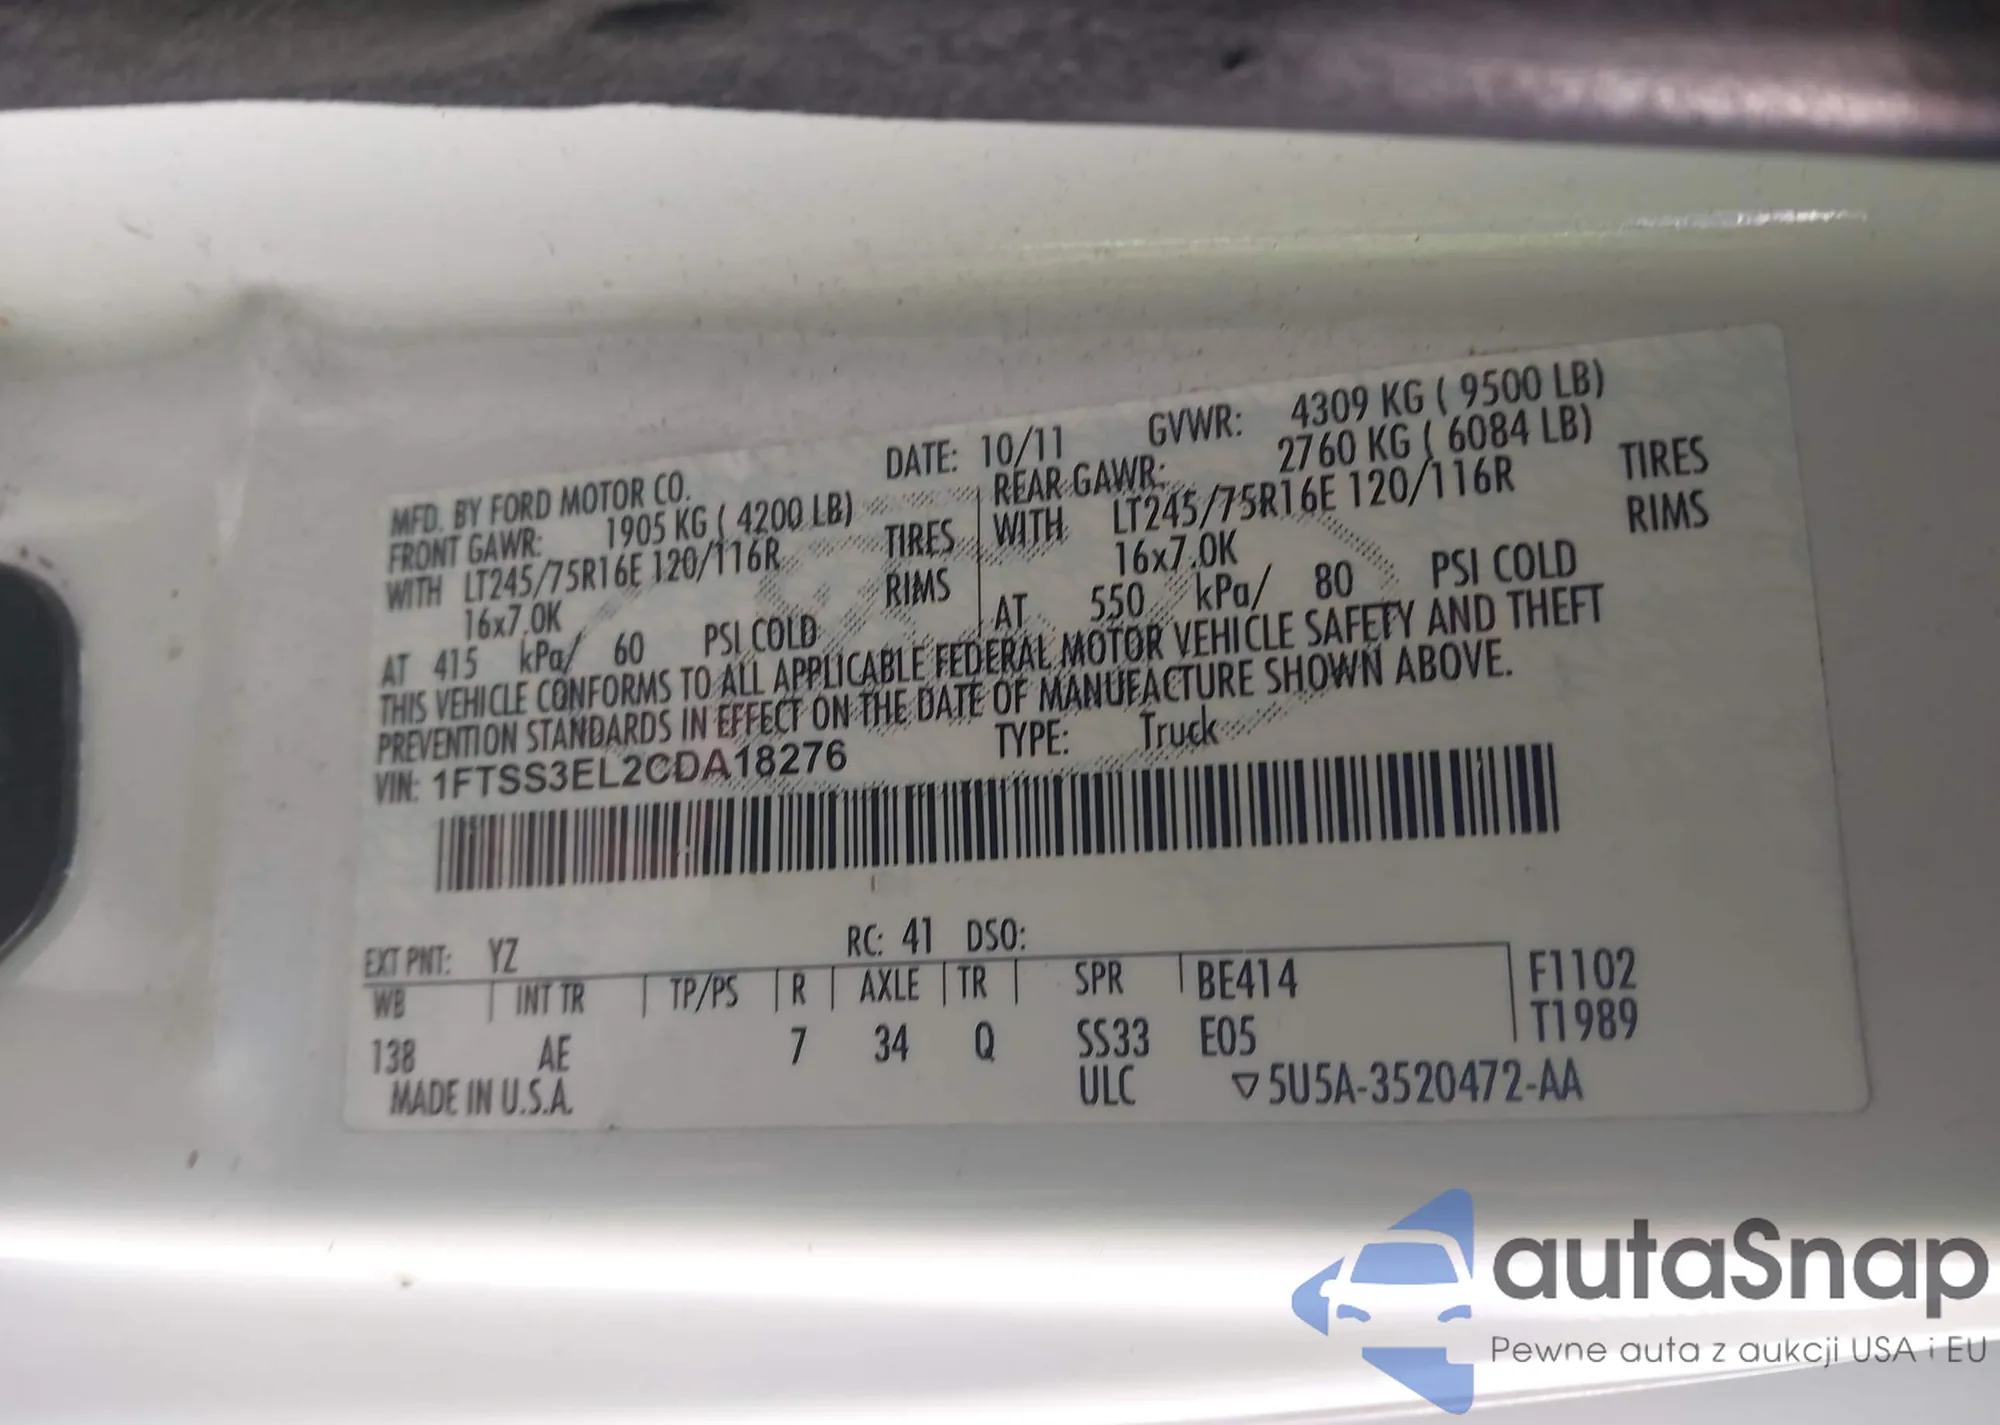 MFD. BY FORD MOTOR CO. DATE: 10/11 GVWR: 4309 KG ( 9500 LB)
FRONT GAWR: 1905 KG ( 4200 LB) REAR GAWR: 2760 KG ( 6084 LB)
WITH LT245/75R16E 120/116R TIRES WITH LT245/75R16E 120/116R TIRES
16x7.0K RIMS 16x7.0K RIMS
AT 415 kPa/ 60 PSI COLD AT 550 kPa/ 80 PSI COLD
THIS VEHICLE CONFORMS TO ALL APPLICABLE FEDERAL MOTOR VEHICLE SAFETY AND THEFT
PREVENTION STANDARDS IN EFFECT ON THE DATE OF MANUFACTURE SHOWN ABOVE.
VIN: 1FTSS3EL2CDA18276 TYPE: Truck
EXT PNT: YZ RC: 41 DSO:
WB INT TR TP/PS R AXLE TR SPR BE414 F1102
138 AE 7 34 Q SS33 E05 T1989
MADE IN U.S.A. ULC ▽5U5A-3520472-AA
autaSnap
Pewne auta z aukcji USA i EU